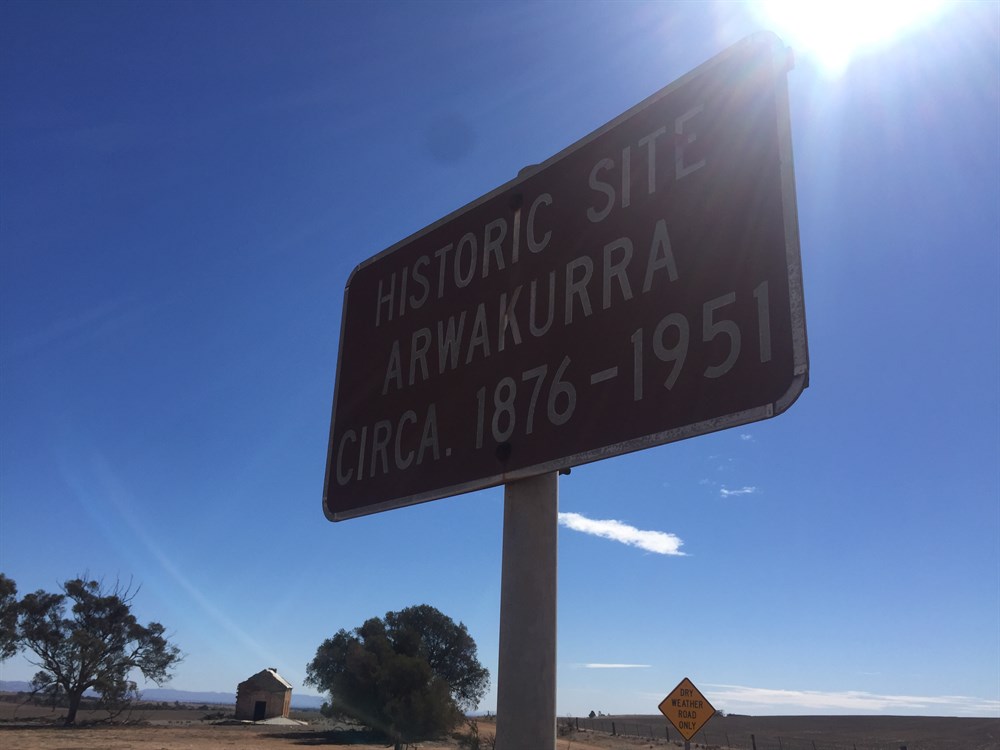 HISTORIC SITE
ARWAKURRA
CIRCA. 1876-1951
DRY
WEATHER
ROAD
ONLY